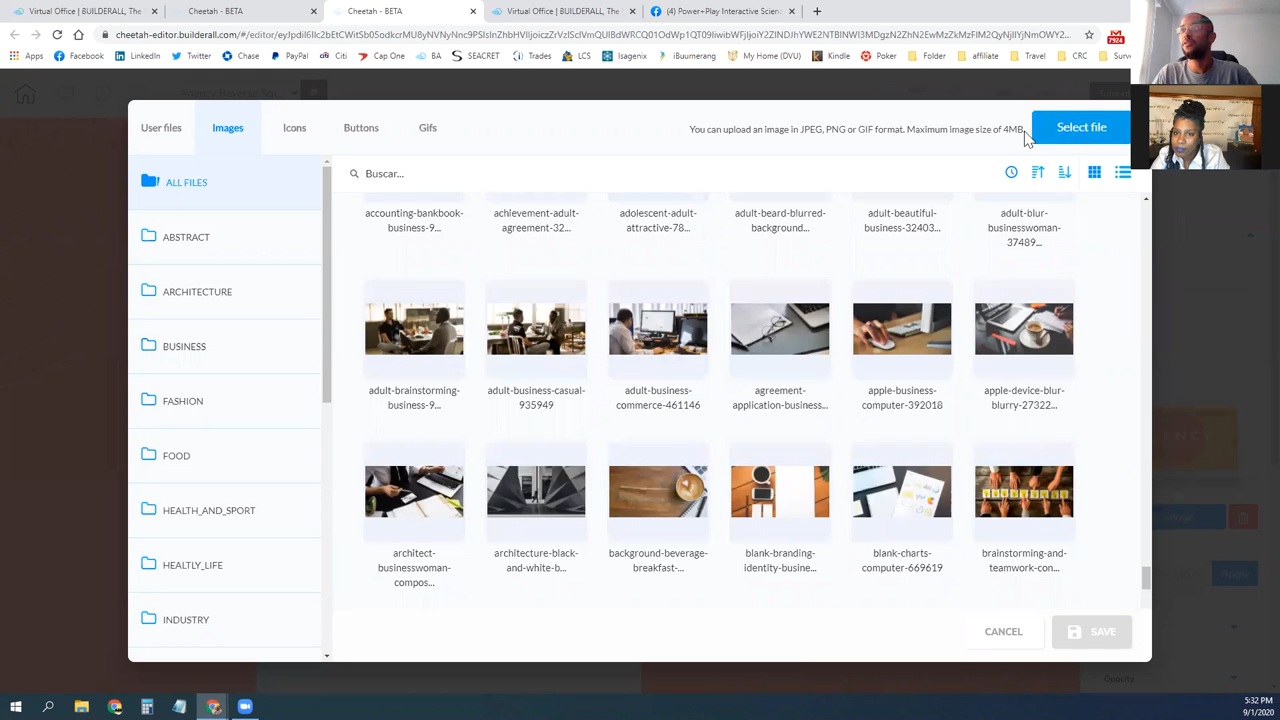 Virtual Office | BUILDERALL, The
Cheetah - BETA
Cheetah - BETA
Virtual Office | BUILDERALL, The
(4) Power+Play Interactive Scien
Apps
Facebook
LinkedIn
Twitter
Chase
PayPal
Citi
Cap One
BA
SEACRET
Trades
LCS
Isagenix
iBuumerang
My Home (DVU)
Kindle
Poker
Folder
affiliate
Travel
CRC
Star
7924
User files
Images
Icons
Buttons
Gifs
You can upload an image in JPEG, PNG or GIF format. Maximum image size of 4MB.
Select file
ALL FILES
Buscar...
ABSTRACT
ARCHITECTURE
BUSINESS
FASHION
FOOD
HEALTH_AND_SPORT
HEALTLY_LIFE
INDUSTRY
accounting-bankbook-
business-9...
achievement-adult-
agreement-32...
adolescent-adult-
attractive-78...
adult-beard-blurred-
background...
adult-beautiful-
business-32403...
adult-blur-
businesswoman-
37489...
adult-brainstorming-
business-9...
adult-business-casual-
935949
adult-business-
commerce-461146
agreement-
application-business...
apple-business-
computer-392018
apple-device-blur-
blurry-27322...
architect-
businesswoman-
compos...
architecture-black-
and-white-b...
background-beverage-
breakfast-...
blank-branding-
identity-busine...
blank-charts-
computer-669619
brainstorming-and-
teamwork-con...
CANCEL
SAVE
Apply
Opacity
5:32 PM
9/1/2020